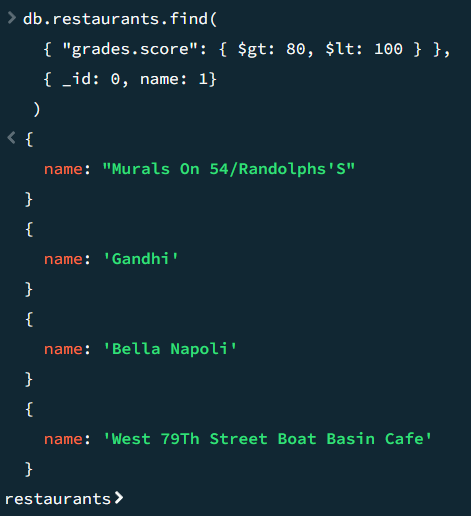 > db.restaurants.find(
{ "grades.score": { $gt: 80, $lt: 100 } },
{ _id: 0, name: 1}
)
< {
name: "Murals On 54/Randolphs'S"
}
{
name: 'Gandhi'
}
{
name: 'Bella Napoli'
}
{
name: 'West 79Th Street Boat Basin Cafe'
}
restaurants>